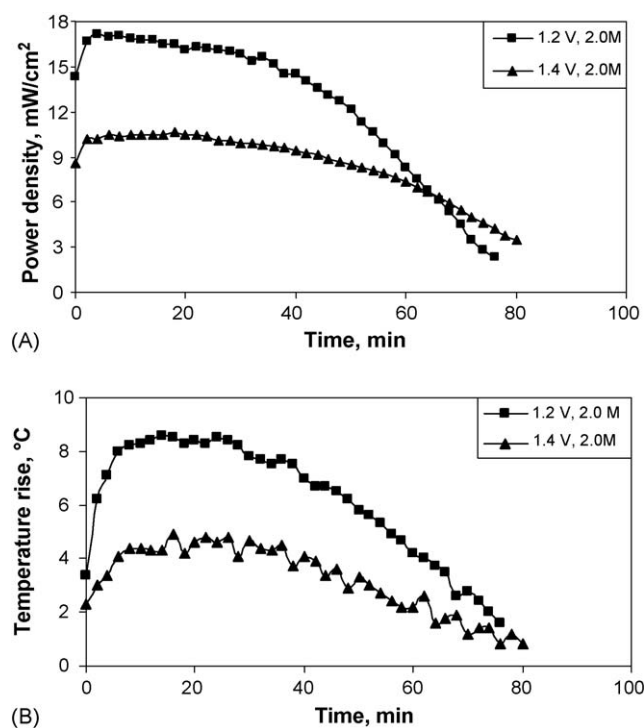 18
15
12
9
6
3
0
Power density, mW/cm²
1.2 V, 2.0M
1.4 V, 2.0M
0 20 40 60 80 100
Time, min
(A)
10
8
6
4
2
0
Temperature rise, °C
1.2 V, 2.0 M
1.4 V, 2.0M
0 20 40 60 80 100
Time, min
(B)